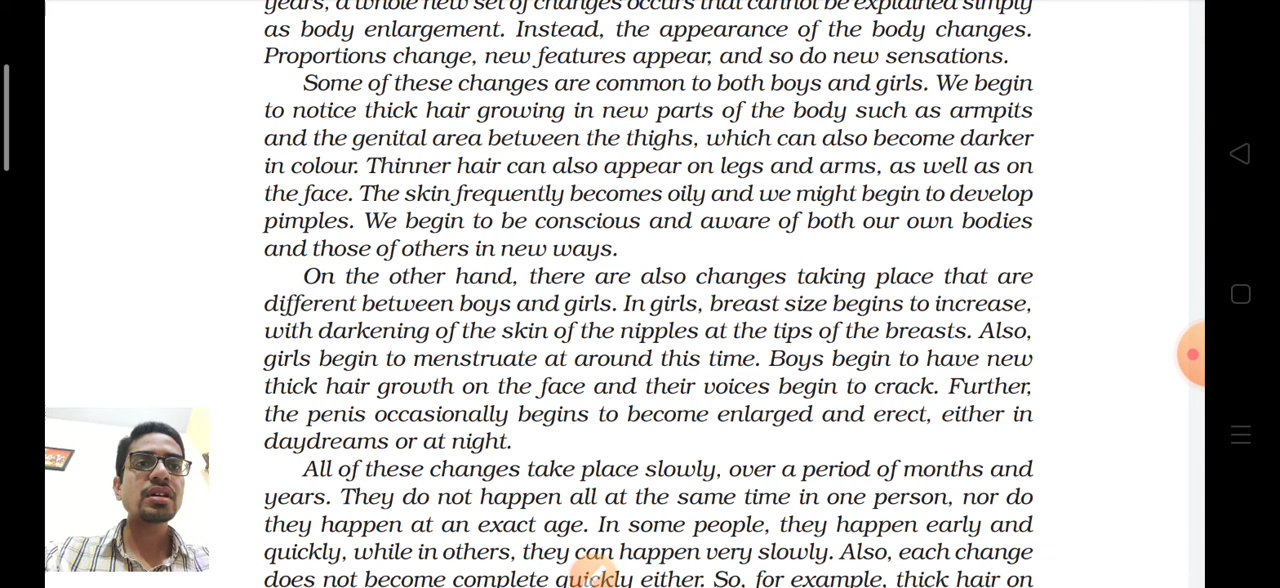 years, a whole new set of changes occurs that cannot be explained simply
as body enlargement. Instead, the appearance of the body changes.
Proportions change, new features appear, and so do new sensations.
Some of these changes are common to both boys and girls. We begin
to notice thick hair growing in new parts of the body such as armpits
and the genital area between the thighs, which can also become darker
in colour. Thinner hair can also appear on legs and arms, as well as on
the face. The skin frequently becomes oily and we might begin to develop
pimples. We begin to be conscious and aware of both our own bodies
and those of others in new ways.
On the other hand, there are also changes taking place that are
different between boys and girls. In girls, breast size begins to increase,
with darkening of the skin of the nipples at the tips of the breasts. Also,
girls begin to menstruate at around this time. Boys begin to have new
thick hair growth on the face and their voices begin to crack. Further,
the penis occasionally begins to become enlarged and erect, either in
daydreams or at night.
All of these changes take place slowly, over a period of months and
years. They do not happen all at the same time in one person, nor do
they happen at an exact age. In some people, they happen early and
quickly, while in others, they can happen very slowly. Also, each change
does not become complete quickly either. So, for example, thick hair on